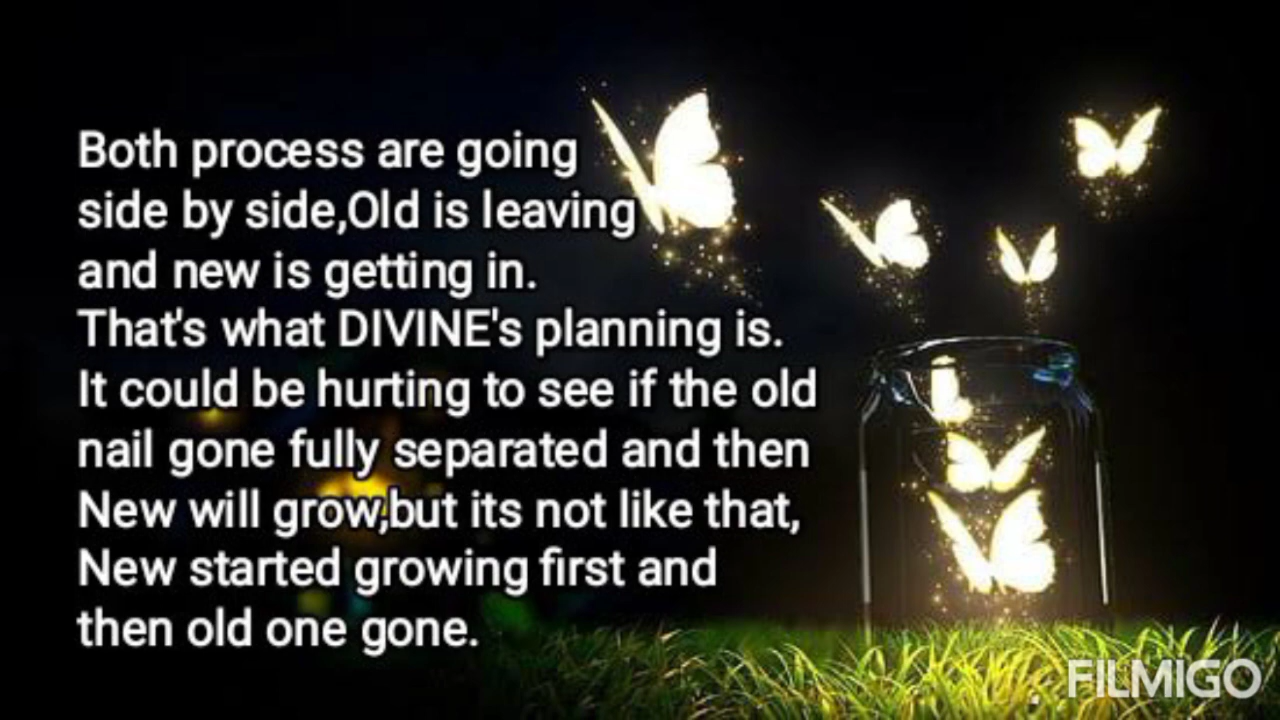 Both process are going
side by side,Old is leaving
and new is getting in.
That's what DIVINE's planning is.
It could be hurting to see if the old
nail gone fully separated and then
New will grow,but its not like that,
New started growing first and
then old one gone.
FILMIGO